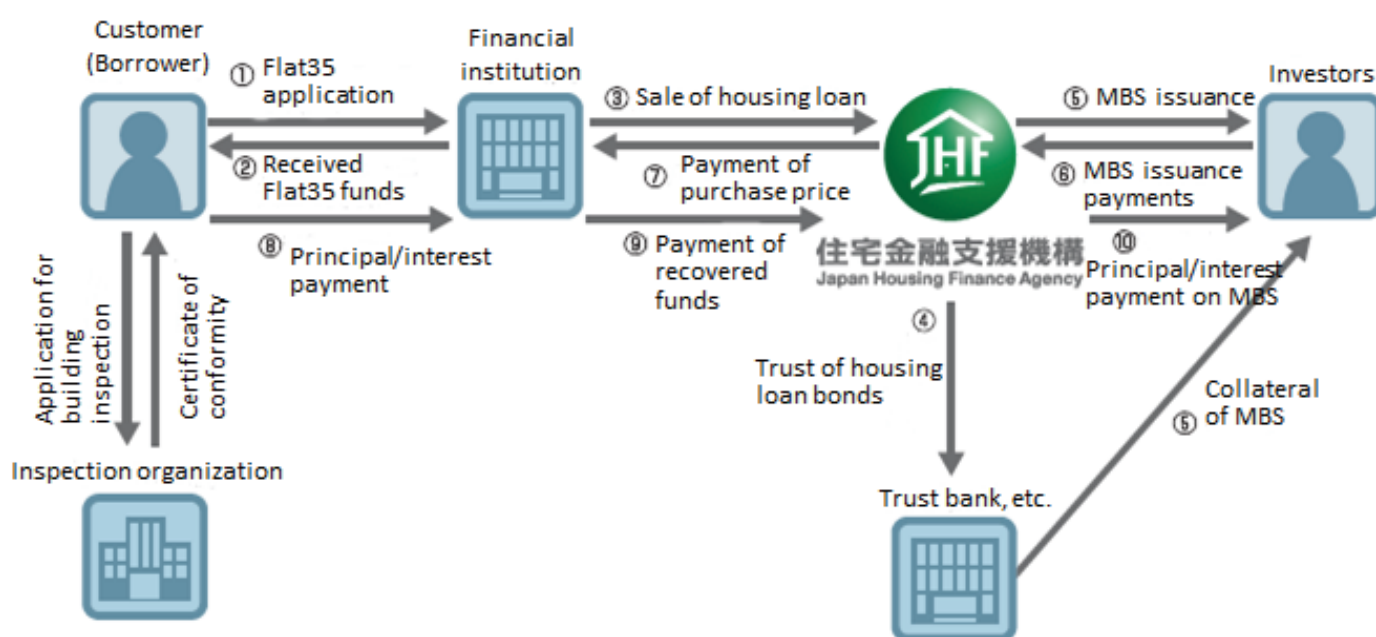 Customer
(Borrower)
Financial
institution
Investors
① Flat35
application
③ Sale of housing loan
⑤ MBS issuance
JHF
② Received
Flat35 funds
⑦ Payment of
purchase price
⑥ MBS issuance
payments
⑧ Principal/interest
payment
⑨ Payment of
recovered
funds
住宅金融支援機構
Japan Housing Finance Agency
⑩
Principal/interest
payment on MBS
Application for
building
inspection
Certificate of
conformity
④
Trust of housing
loan bonds
⑤ Collateral
of MBS
Inspection organization
Trust bank, etc.